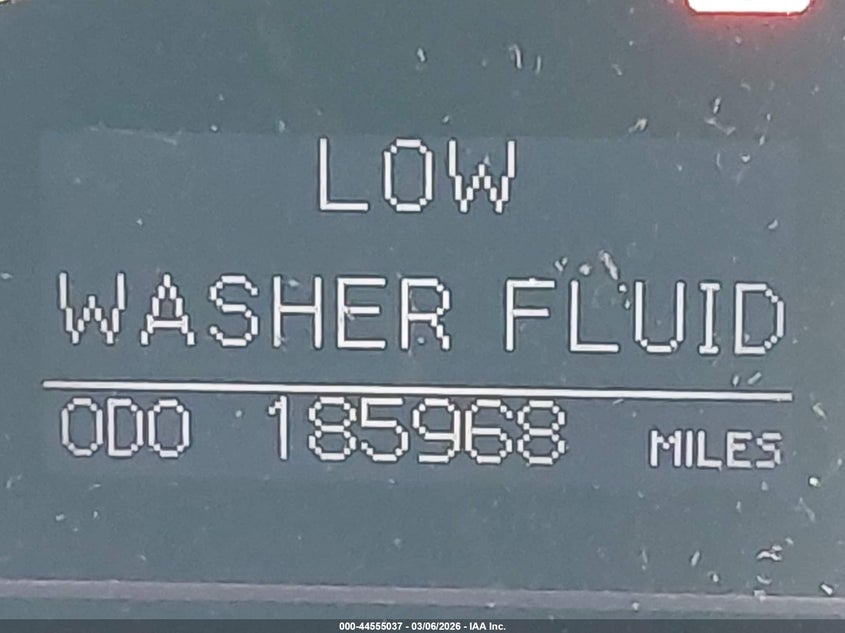 LOW
WASHER FLUID
ODO 185968 MILES
000-44555037 - 03/06/2026 - IAA Inc.